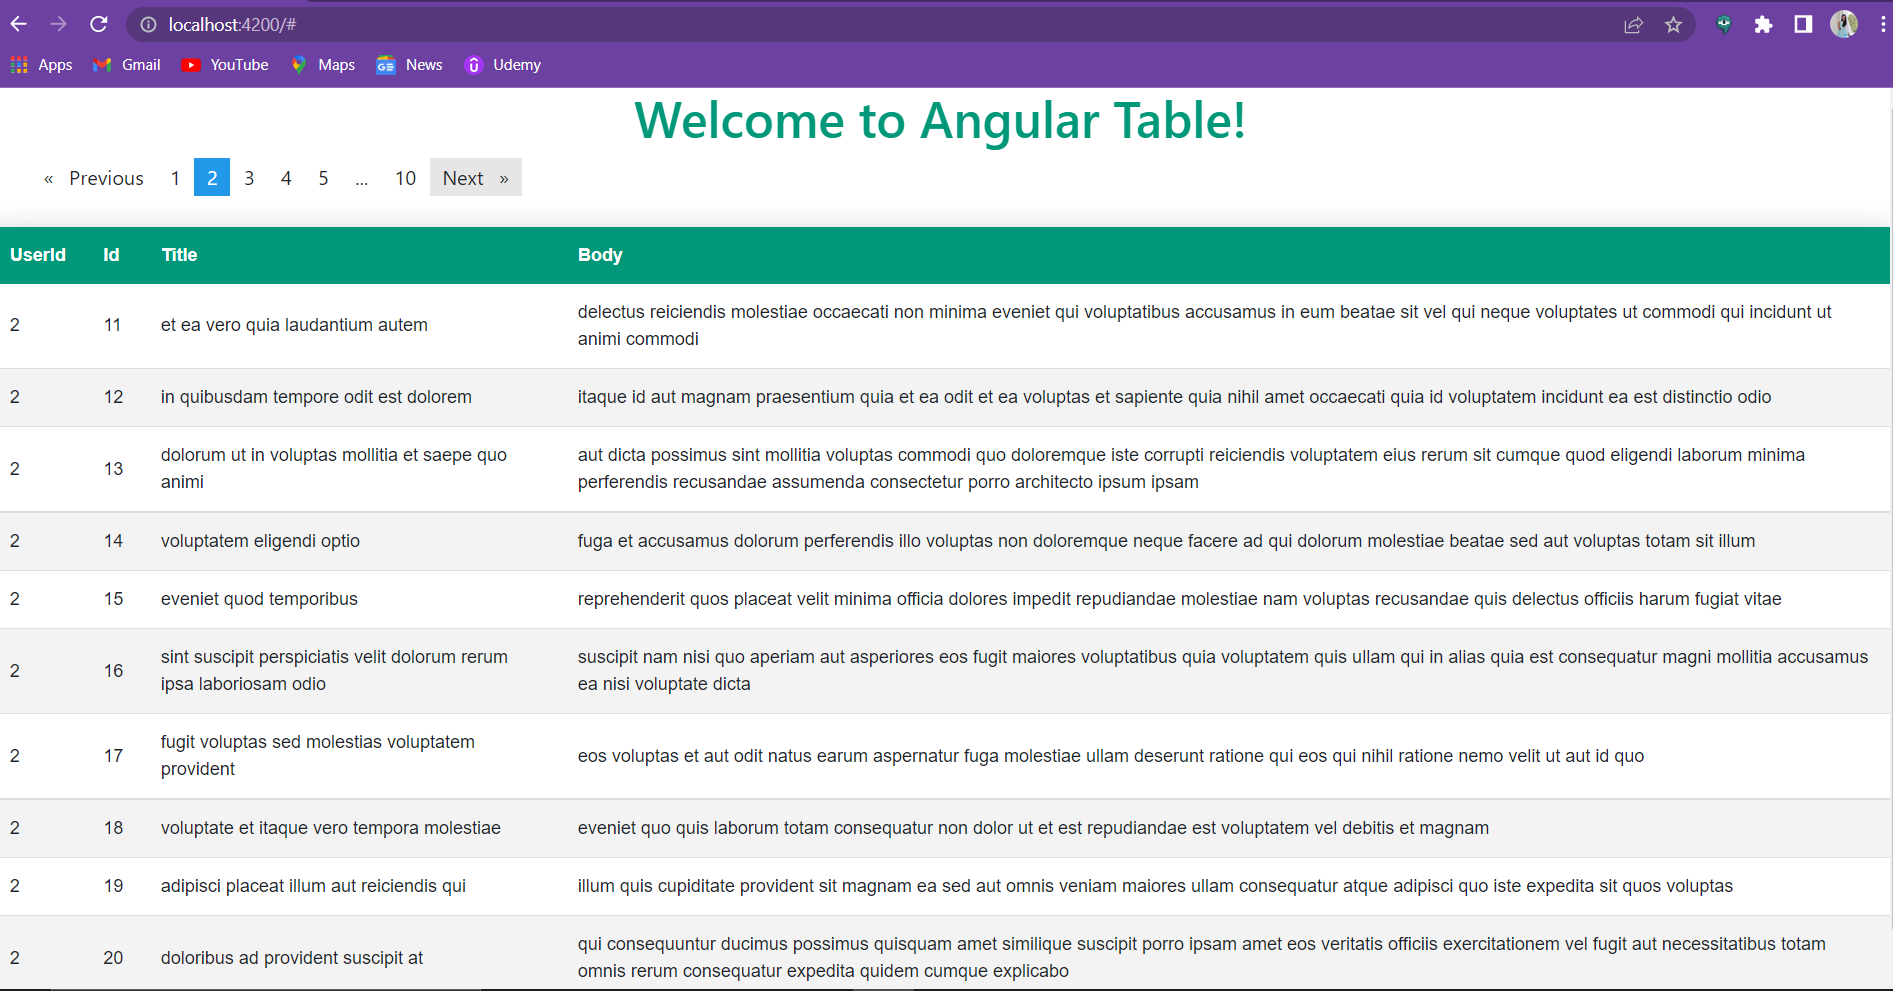 localhost:4200/#
Apps Gmail YouTube Maps News Udemy
Welcome to Angular Table!
« Previous 1 2 3 4 5 ... 10 Next »
UserId Id Title Body
2 11 et ea vero quia laudantium autem delectus reiciendis molestiae occaecati non minima eveniet qui voluptatibus accusamus in eum beatae sit vel qui neque voluptates ut commodi qui incidunt ut
animi commodi
2 12 in quibusdam tempore odit est dolorem itaque id aut magnam praesentium quia et ea odit et ea voluptas et sapiente quia nihil amet occaecati quia id voluptatem incidunt ea est distinctio odio
2 13 dolorum ut in voluptas mollitia et saepe quo
animi
aut dicta possimus sint mollitia voluptas commodi quo doloremque iste corrupti reiciendis voluptatem eius rerum sit cumque quod eligendi laborum minima
perferendis recusandae assumenda consectetur porro architecto ipsum ipsam
2 14 voluptatem eligendi optio fuga et accusamus dolorum perferendis illo voluptas non doloremque neque facere ad qui dolorum molestiae beatae sed aut voluptas totam sit illum
2 15 eveniet quod temporibus reprehenderit quos placeat velit minima officia dolores impedit repudiandae molestiae nam voluptas recusandae quis delectus officiis harum fugiat vitae
2 16 sint suscipit perspiciatis velit dolorum rerum
ipsa laboriosam odio
suscipit nam nisi quo aperiam aut asperiores eos fugit maiores voluptatibus quia voluptatem quis ullam qui in alias quia est consequatur magni mollitia accusamus
ea nisi voluptate dicta
2 17 fugit voluptas sed molestias voluptatem
provident
eos voluptas et aut odit natus earum aspernatur fuga molestiae ullam deserunt ratione qui eos qui nihil ratione nemo velit ut aut id quo
2 18 voluptate et itaque vero tempora molestiae eveniet quo quis laborum totam consequatur non dolor ut et est repudiandae est voluptatem vel debitis et magnam
2 19 adipisci placeat illum aut reiciendis qui illum quis cupiditate provident sit magnam ea sed aut omnis veniam maiores ullam consequatur atque adipisci quo iste expedita sit quos voluptas
2 20 doloribus ad provident suscipit at qui consequuntur ducimus possimus quisquam amet similique suscipit porro ipsam amet eos veritatis officiis exercitationem vel fugit aut necessitatibus totam
omnis rerum consequatur expedita quidem cumque explicabo